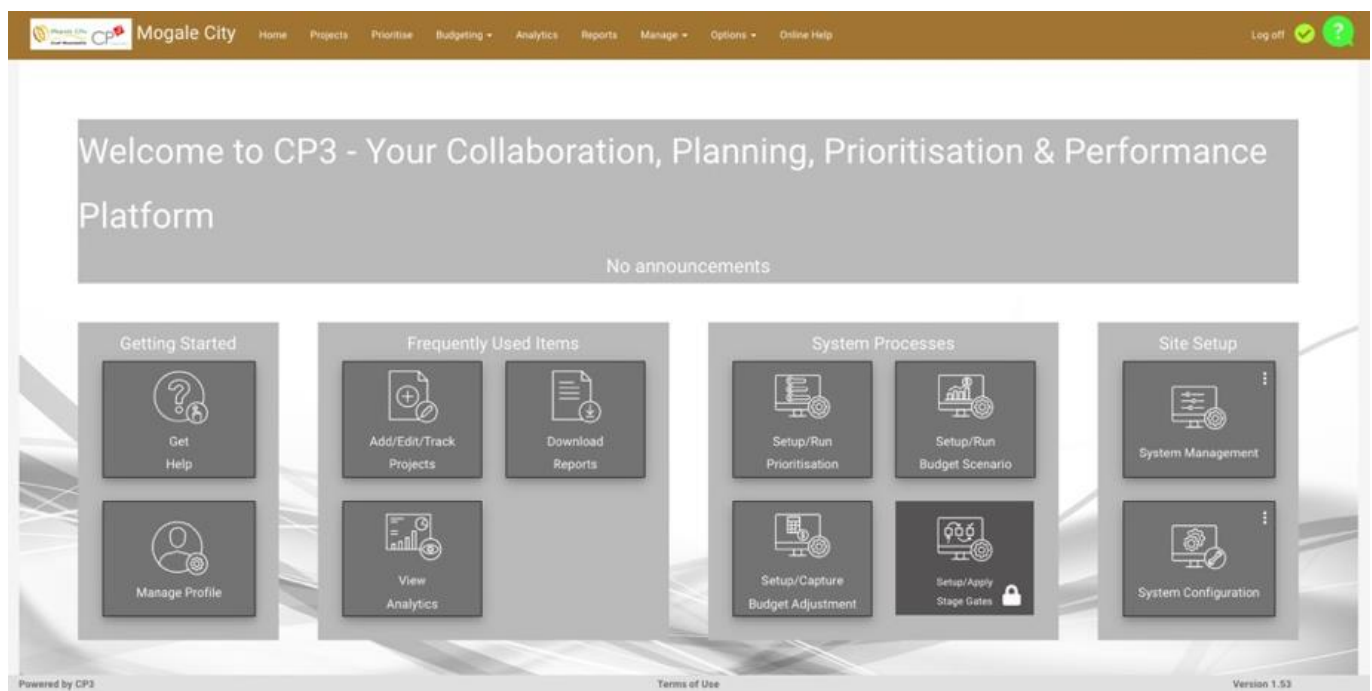 CP3
Mogale City
Home
Projects
Prioritise
Budgeting
Analytics
Reports
Manage
Options
Online Help
Log off
?
Welcome to CP3 - Your Collaboration, Planning, Prioritisation & Performance
Platform
No announcements
Getting Started
Get
Help
Manage Profile
Frequently Used Items
Add/Edit/Track
Projects
Download
Reports
View
Analytics
System Processes
Setup/Run
Prioritisation
Setup/Run
Budget Scenario
Setup/Capture
Budget Adjustment
Setup/Apply
Stage Gates
Site Setup
System Management
System Configuration
Powered by CP3
Terms of Use
Version 1.53